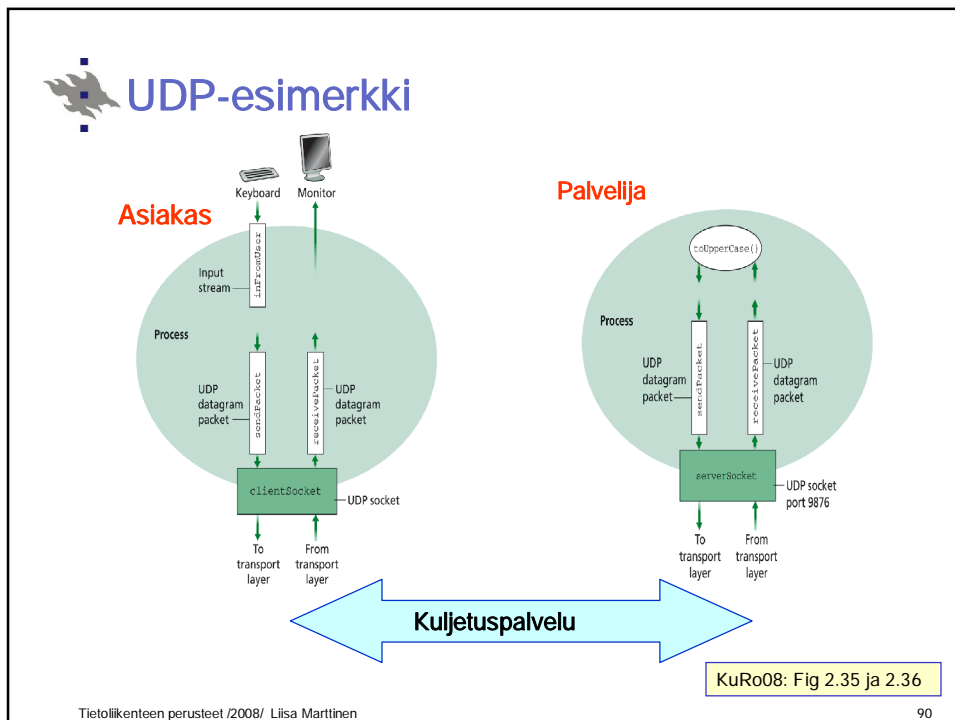 UDP-esimerkki
Asiakas
Keyboard
Monitor
inFromUser
Input
stream
Process
UDP
datagram
packet
sendPacket
receivePacket
UDP
datagram
packet
clientSocket
UDP socket
To
transport
layer
From
transport
layer
Palvelija
toUpperCase()
Process
UDP
datagram
packet
sendPacket
receivePacket
UDP
datagram
packet
serverSocket
UDP socket
port 9876
To
transport
layer
From
transport
layer
Kuljetuspalvelu
KuRo08: Fig 2.35 ja 2.36
Tietoliikenteen perusteet /2008/ Liisa Marttinen
90